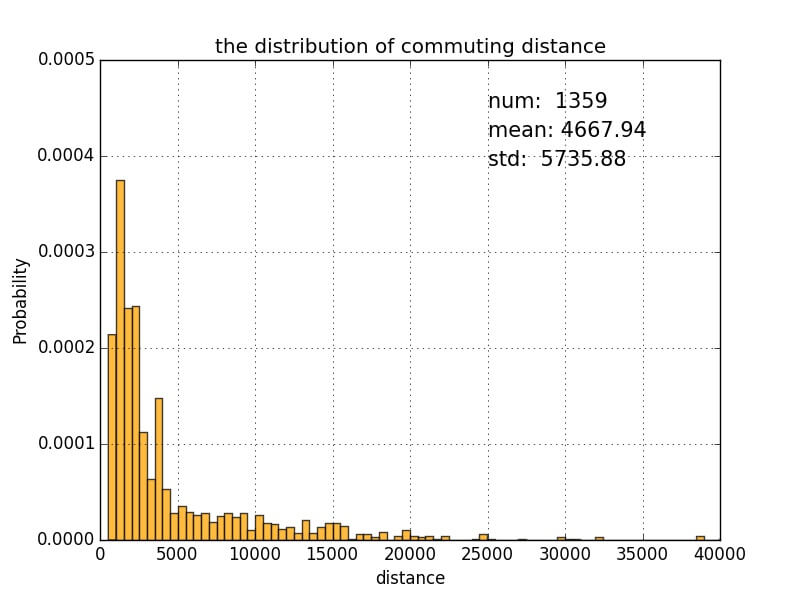 the distribution of commuting distance
0.0005
num:  1359
mean: 4667.94
std:  5735.88
0.0004
0.0003
Probability
0.0002
0.0001
0.0000
0 5000 10000 15000 20000 25000 30000 35000 40000
distance